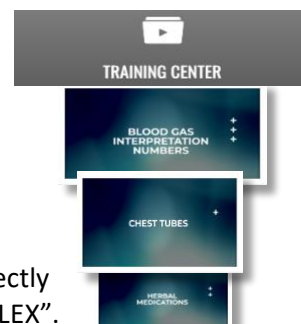 TRAINING CENTER
BLOOD GAS
INTERPRETATION
NUMBERS
CHEST TUBES
HERBAL
MEDICATIONS